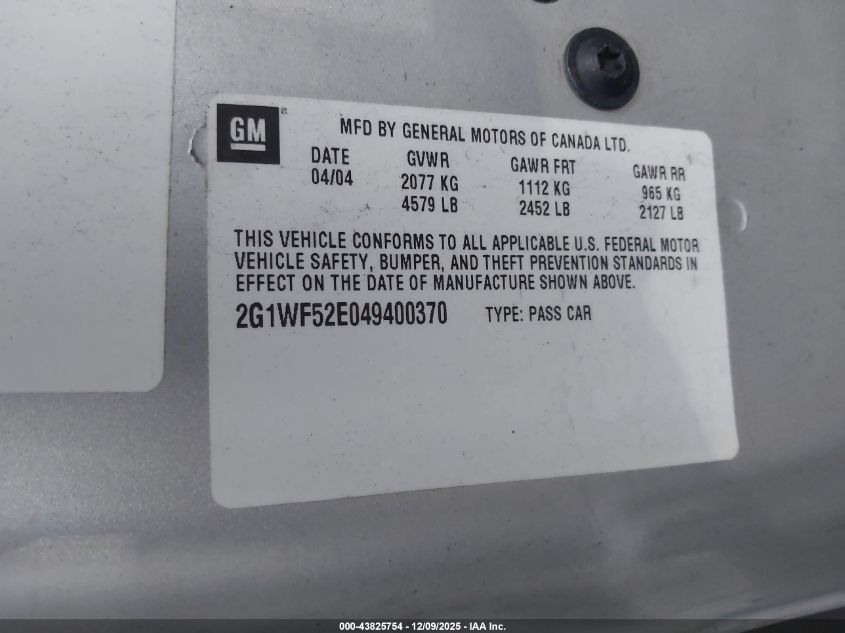 GM
®
MFD BY GENERAL MOTORS OF CANADA LTD.
DATE GVWR GAWR FRT GAWR RR
04/04 2077 KG 1112 KG 965 KG
4579 LB 2452 LB 2127 LB
THIS VEHICLE CONFORMS TO ALL APPLICABLE U.S. FEDERAL MOTOR
VEHICLE SAFETY, BUMPER, AND THEFT PREVENTION STANDARDS IN
EFFECT ON THE DATE OF MANUFACTURE SHOWN ABOVE.
2G1WF52E049400370 TYPE: PASS CAR
000-43825754 - 12/09/2025 - IAA Inc.